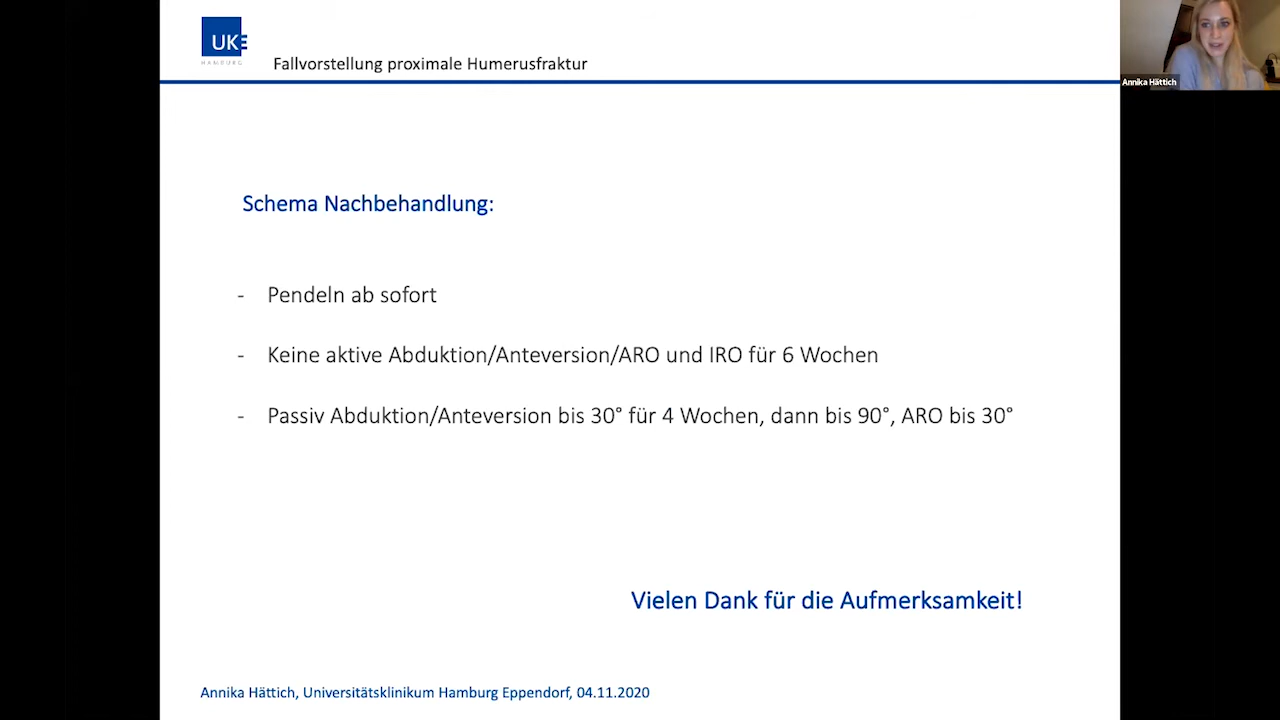 UKE
HAMBURG
Fallvorstellung proximale Humerusfraktur
Annika Hättich
Schema Nachbehandlung:
- Pendeln ab sofort
- Keine aktive Abduktion/Anteversion/ARO und IRO für 6 Wochen
- Passiv Abduktion/Anteversion bis 30° für 4 Wochen, dann bis 90°, ARO bis 30°
Vielen Dank für die Aufmerksamkeit!
Annika Hättich, Universitätsklinikum Hamburg Eppendorf, 04.11.2020